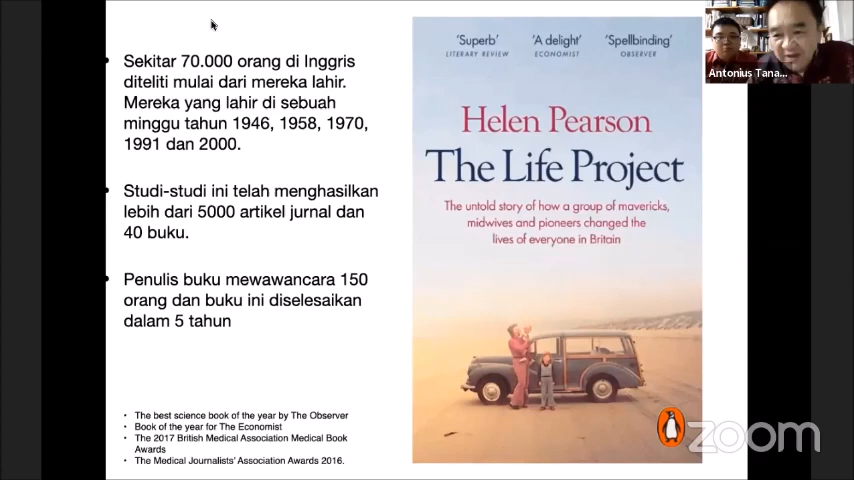 Sekitar 70.000 orang di Inggris
diteliti mulai dari mereka lahir.
Mereka yang lahir di sebuah
minggu tahun 1946, 1958, 1970,
1991 dan 2000.
Studi-studi ini telah menghasilkan
lebih dari 5000 artikel jurnal dan
40 buku.
Penulis buku mewawancara 150
orang dan buku ini diselesaikan
dalam 5 tahun
The best science book of the year by The Observer
Book of the year for The Economist
The 2017 British Medical Association Medical Book
Awards
The Medical Journalists' Association Awards 2016.
'Superb' 'A delight' 'Spellbinding'
LITERARY REVIEW ECONOMIST OBSERVER
Helen Pearson
The Life Project
The untold story of how a group of mavericks,
midwives and pioneers changed the
lives of everyone in Britain
Antonius Tana...
zoom